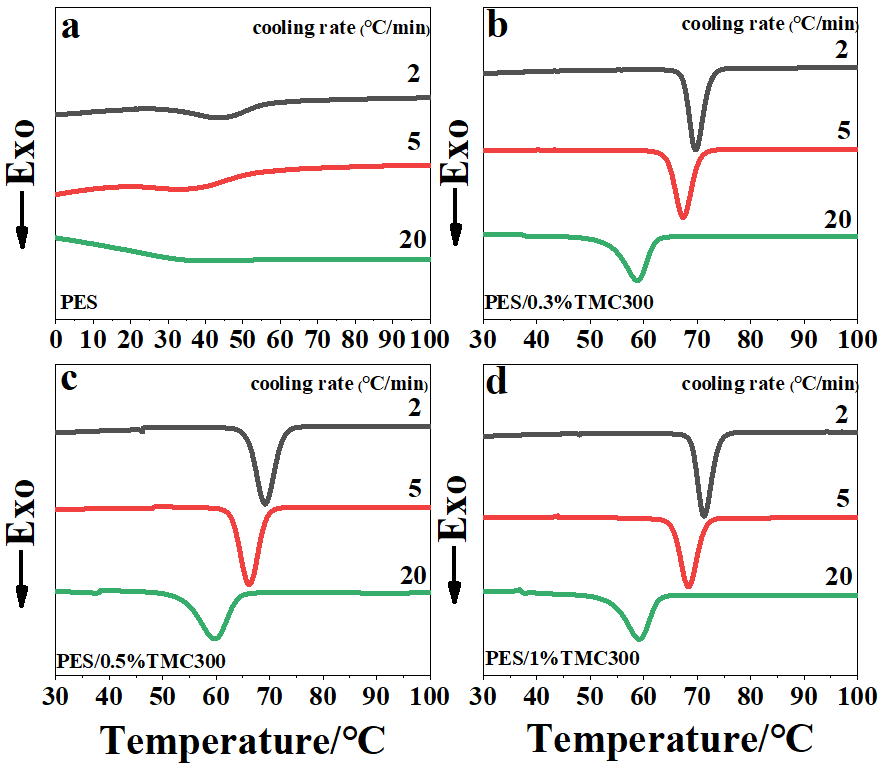 a
cooling rate (°C/min)
2
5
20
Exo
PES
0 10 20 30 40 50 60 70 80 90 100
b
cooling rate (°C/min)
2
5
20
Exo
PES/0.3%TMC300
30 40 50 60 70 80 90 100
c
cooling rate (°C/min)
2
5
20
Exo
PES/0.5%TMC300
30 40 50 60 70 80 90 100
Temperature/°C
d
cooling rate (°C/min)
2
5
20
Exo
PES/1%TMC300
30 40 50 60 70 80 90 100
Temperature/°C